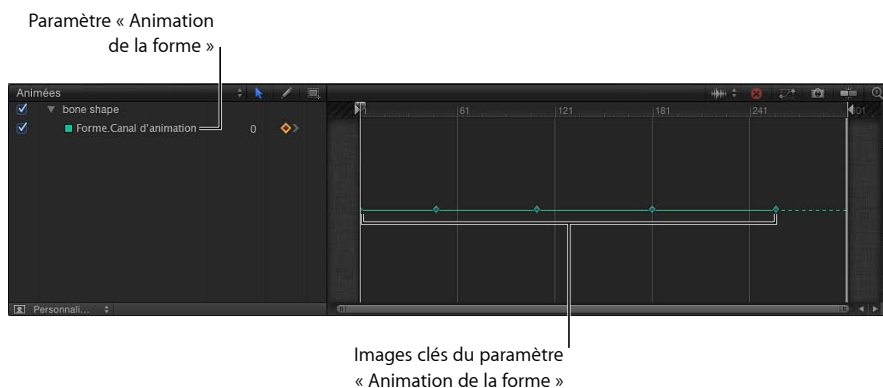 Paramètre « Animation
de la forme »
Animées
bone shape
1 61 121 181 241 301
Forme.Canal d'animation 0
Personnali...
Images clés du paramètre
« Animation de la forme »